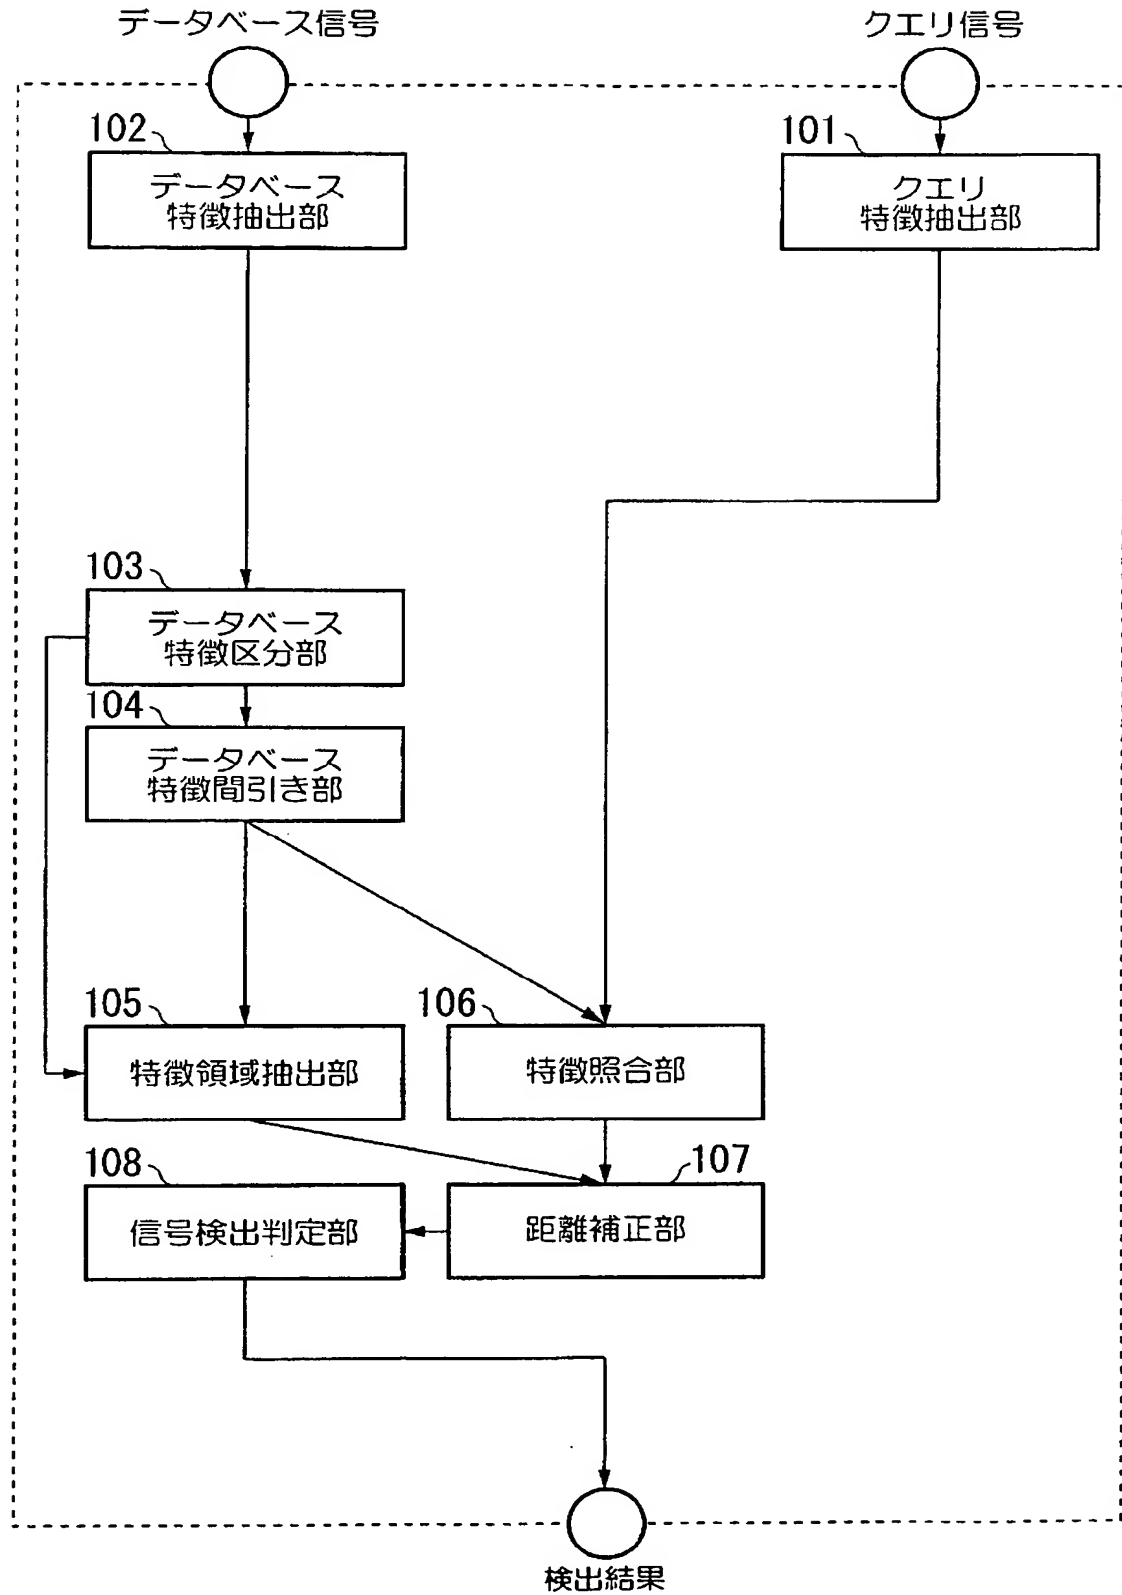 データベース信号
クエリ信号
102
データベース
特徴抽出部
101
クエリ
特徴抽出部
103
データベース
特徴区分部
104
データベース
特徴間引き部
105
特徴領域抽出部
106
特徴照合部
108
信号検出判定部
107
距離補正部
検出結果